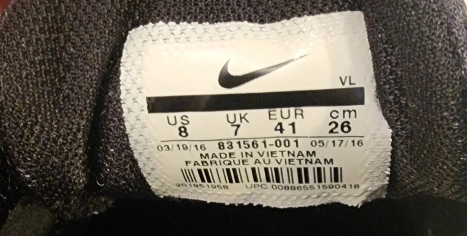 VL
US UK EUR cm
8 7 41 26
03/19/16 831561-001 05/17/16
MADE IN VIETNAM
FABRIQUE AU VIETNAM
UPC 00886551590418